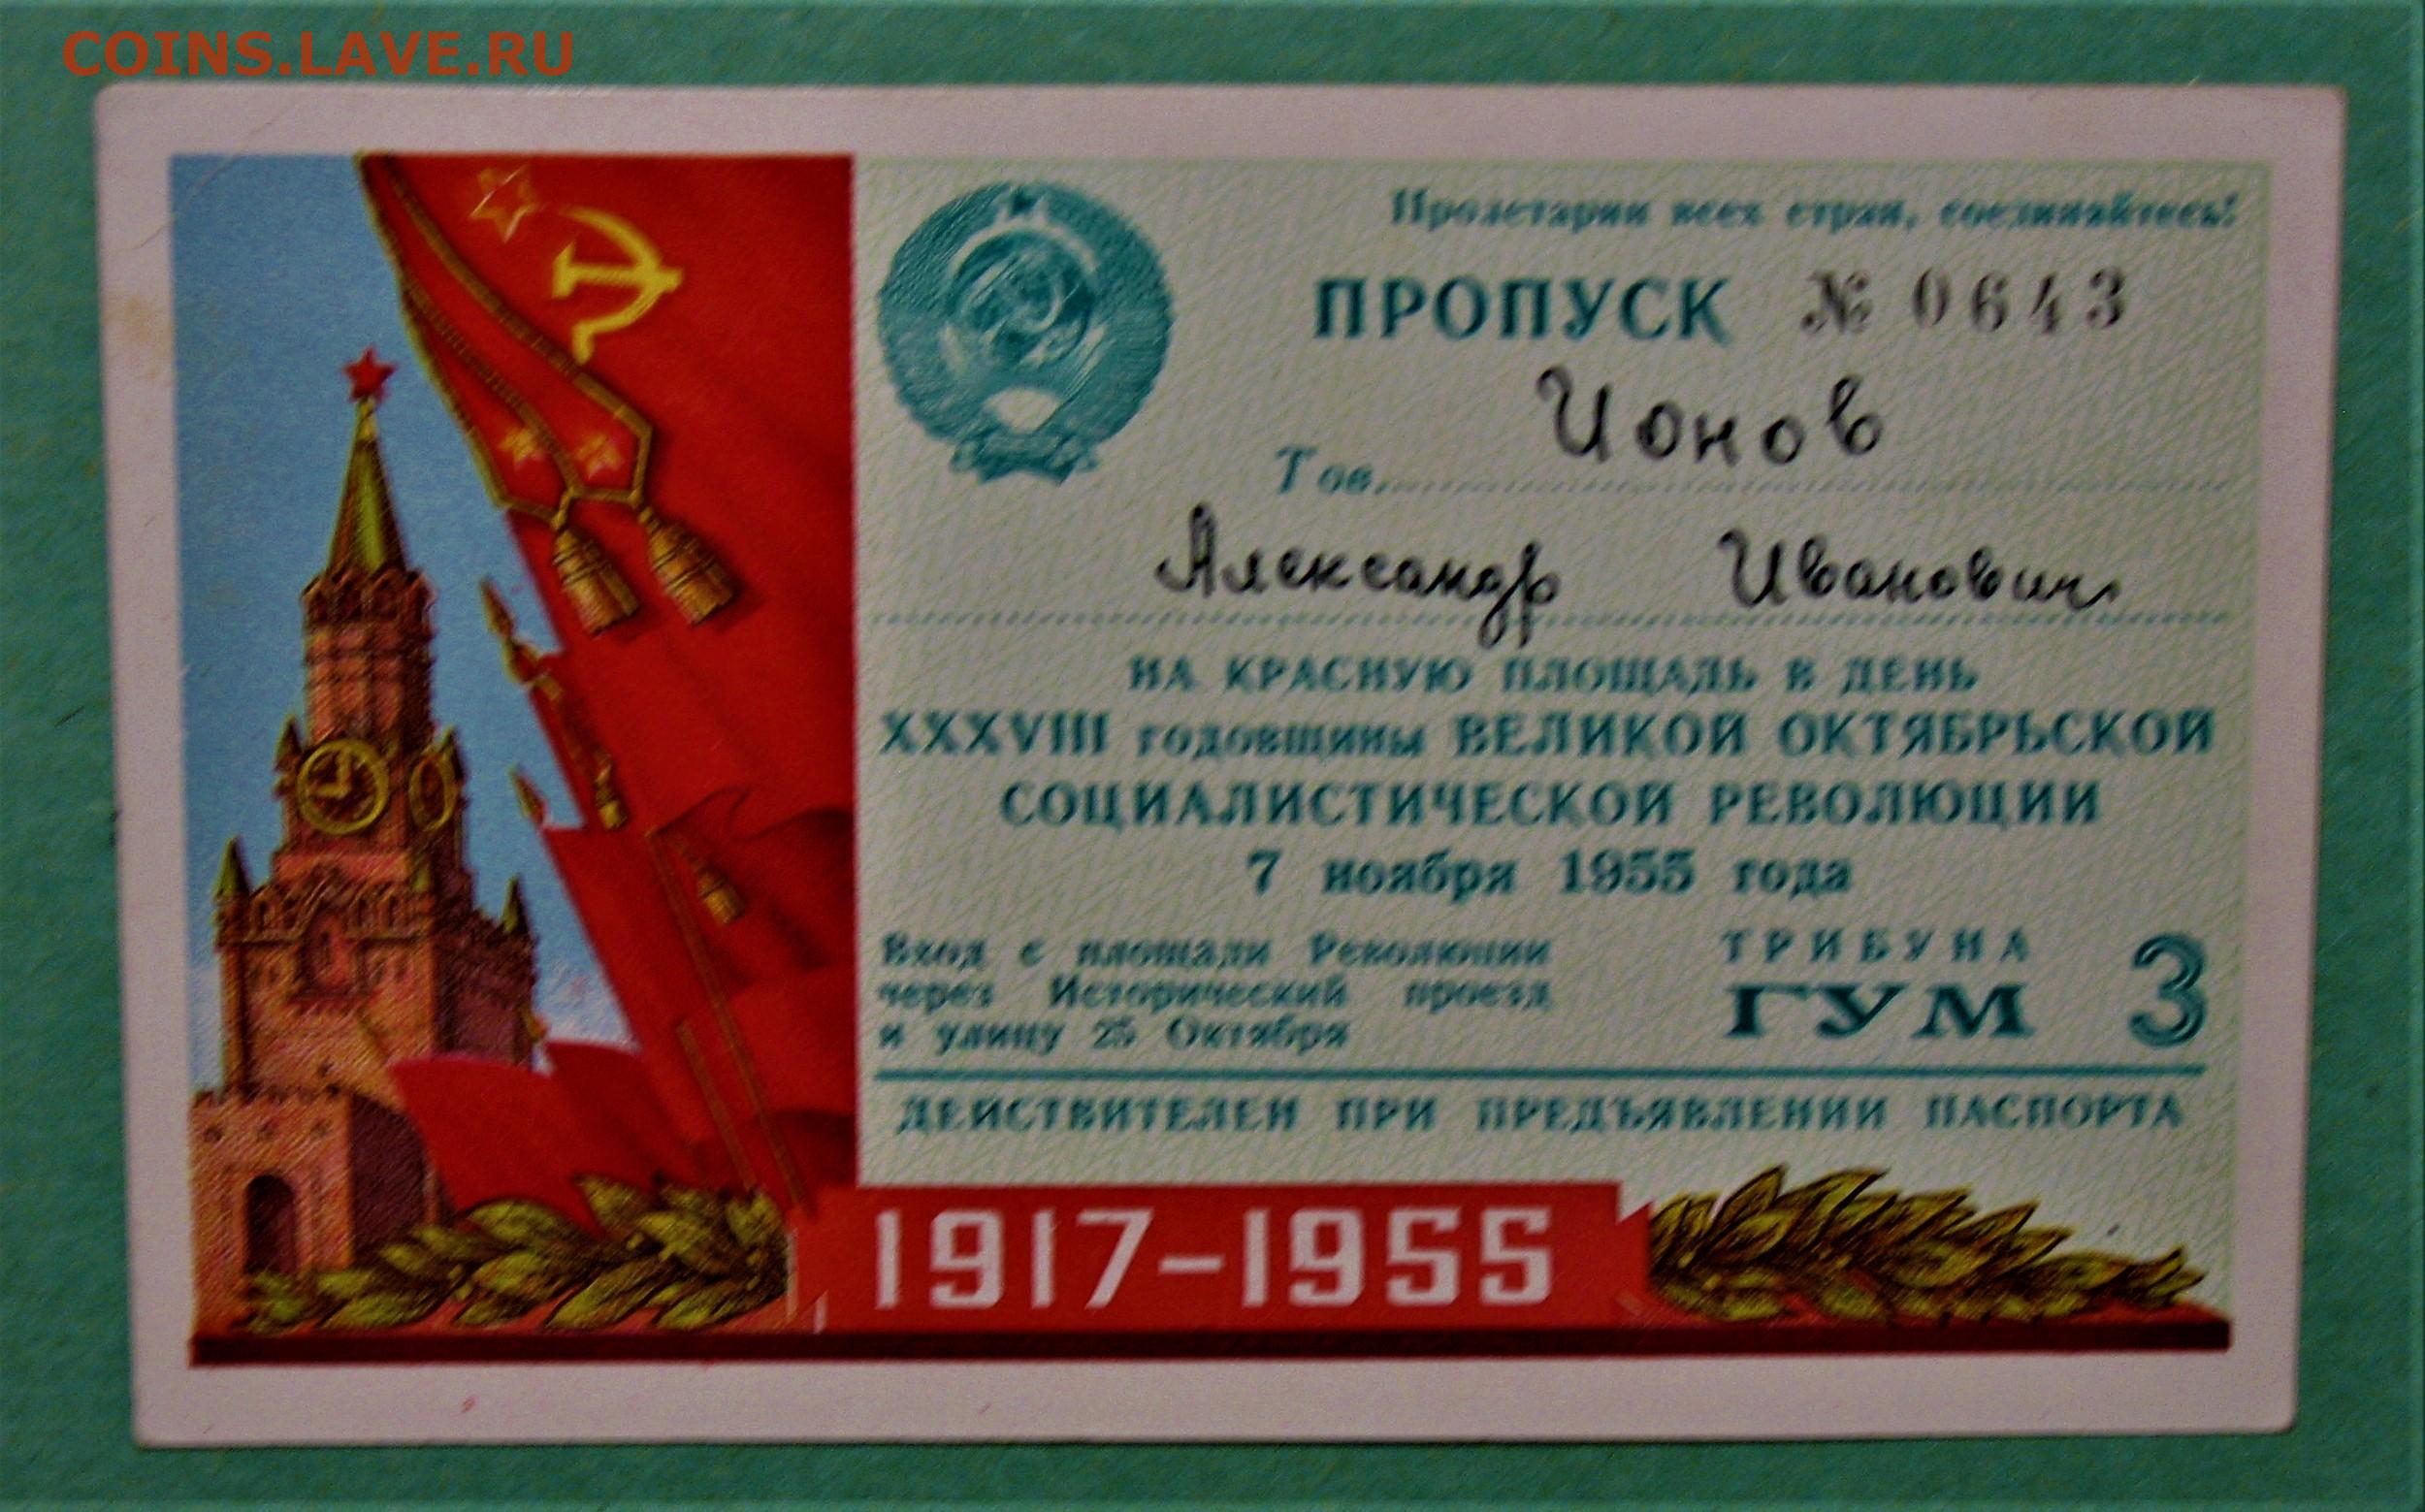 COINS.LAVE.RU
Пролетарии всех стран, соединяйтесь!
ПРОПУСК № 0643
Тов. Ионов
Александр Иванович
НА КРАСНУЮ ПЛОЩАДЬ В ДЕНЬ
XXXVIII годовщины ВЕЛИКОЙ ОКТЯБРЬСКОЙ
СОЦИАЛИСТИЧЕСКОЙ РЕВОЛЮЦИИ
7 ноября 1955 года
Вход с площади Революции
через Исторический проезд
и улицу 25 Октября
ТРИБУНА
ГУМ 3
ДЕЙСТВИТЕЛЕН ПРИ ПРЕДЪЯВЛЕНИИ ПАСПОРТА
1917-1955